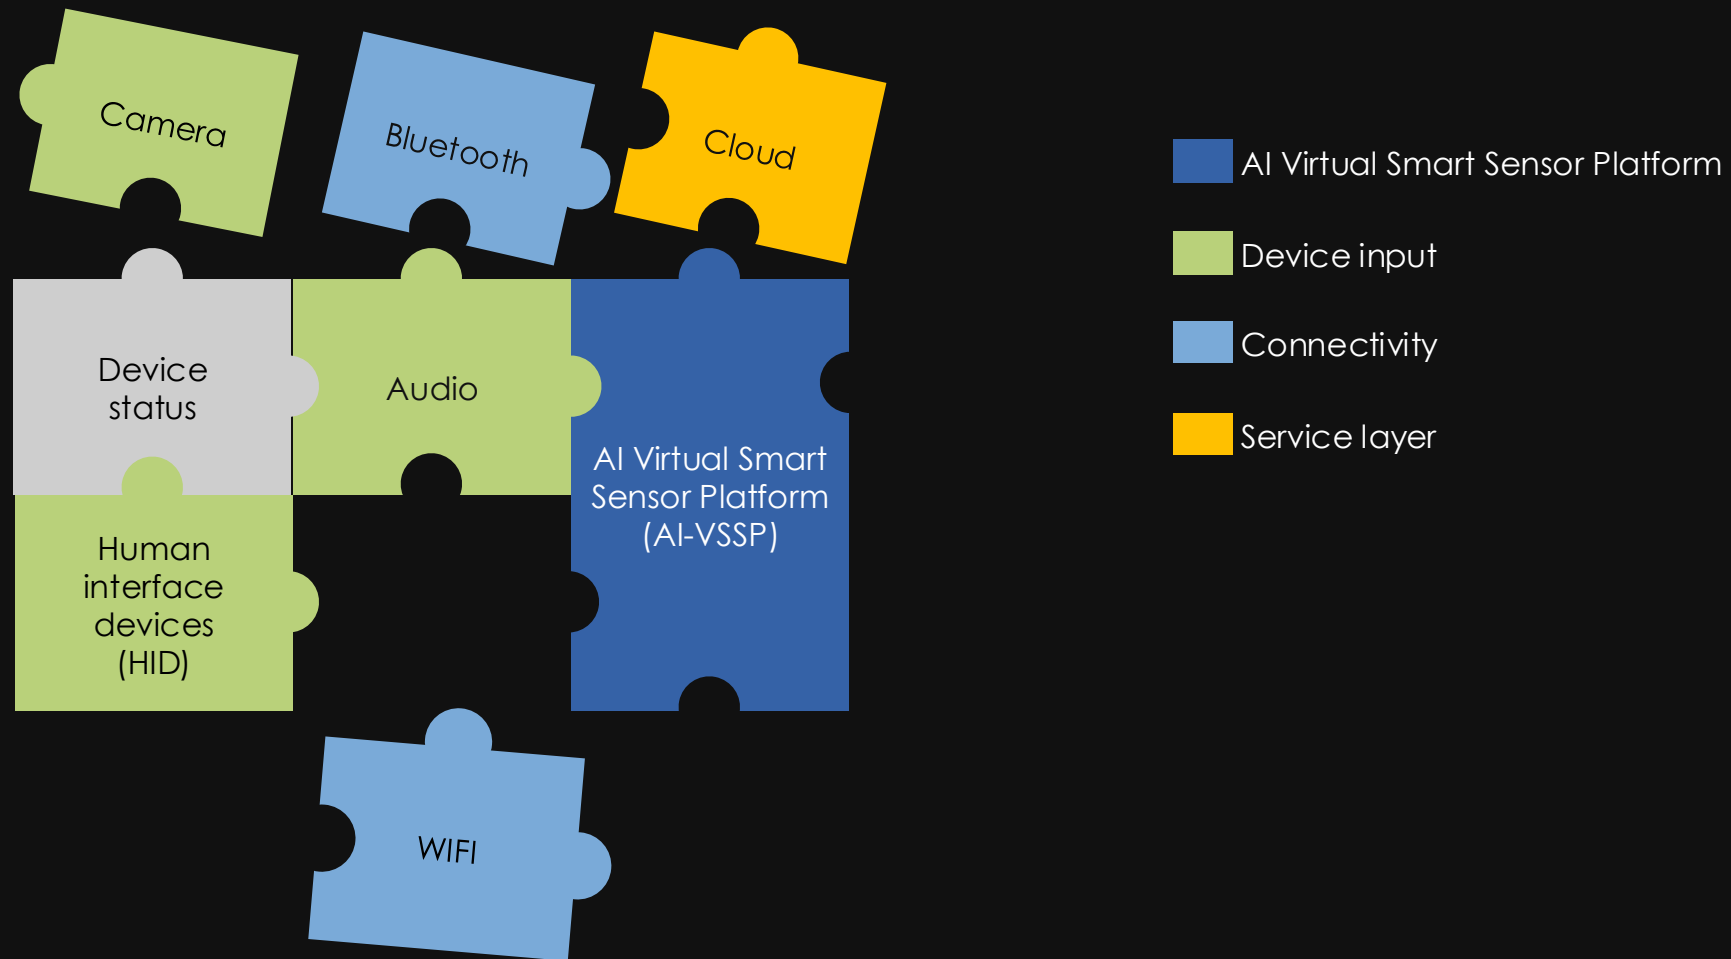 Camera
Bluetooth
Cloud
Device
status
Audio
AI Virtual Smart
Sensor Platform
(AI-VSSP)
Human
interface
devices
(HID)
WIFI
AI Virtual Smart Sensor Platform
Device input
Connectivity
Service layer